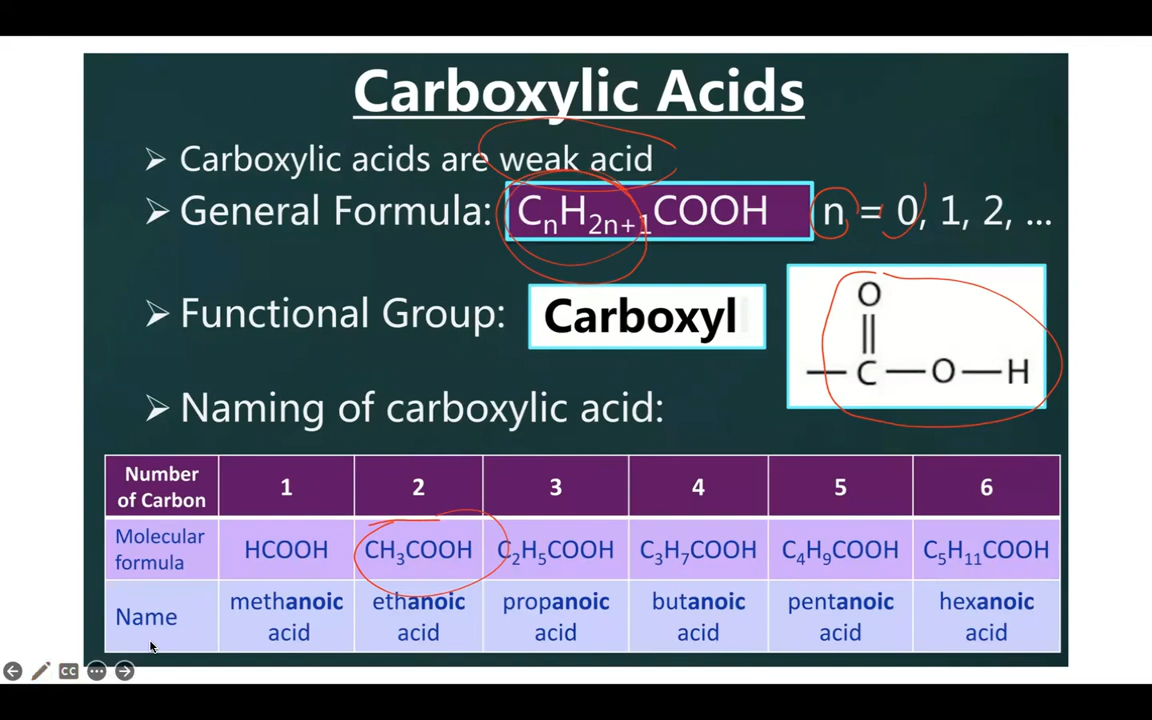 Carboxylic Acids
➢ Carboxylic acids are weak acid
➢ General Formula: CₙH₂ₙ₊₁COOH n = 0, 1, 2, ...
➢ Functional Group: Carboxyl
O
— C — O — H
➢ Naming of carboxylic acid:
Number of Carbon 1 2 3 4 5 6
Molecular formula HCOOH CH₃COOH C₂H₅COOH C₃H₇COOH C₄H₉COOH C₅H₁₁COOH
Name methanoic acid ethanoic acid propanoic acid butanoic acid pentanoic acid hexanoic acid
CC